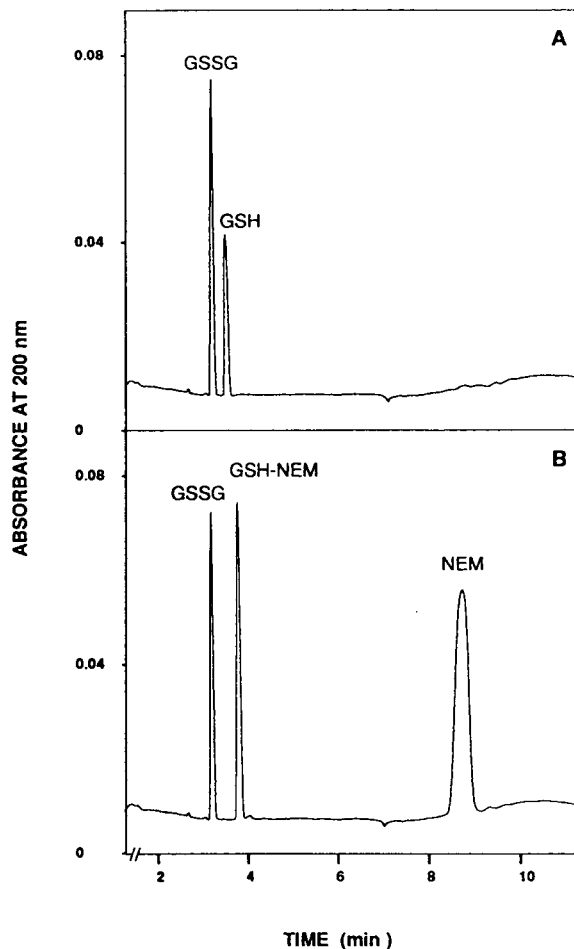 A
0.08
GSSG
GSH
0.04
0
B
0.08
GSSG
GSH-NEM
NEM
0.04
0
2
4
6
8
10
ABSORBANCE AT 200 nm
TIME (min)